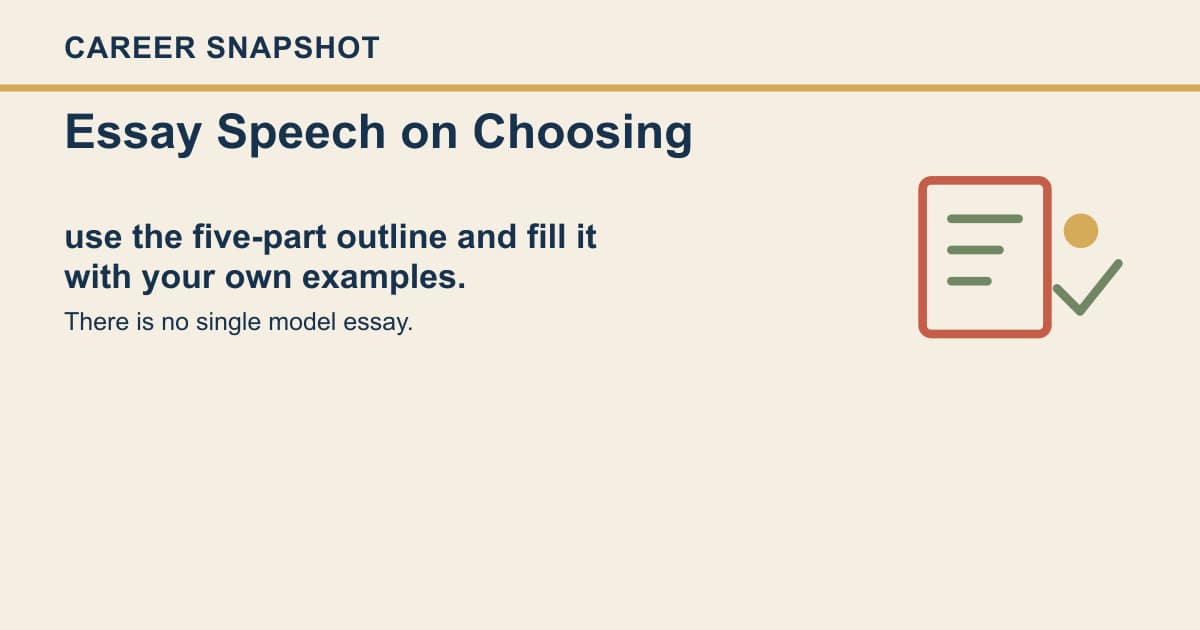 CAREER SNAPSHOT
Essay Speech on Choosing
use the five-part outline and fill it
with your own examples.
There is no single model essay.